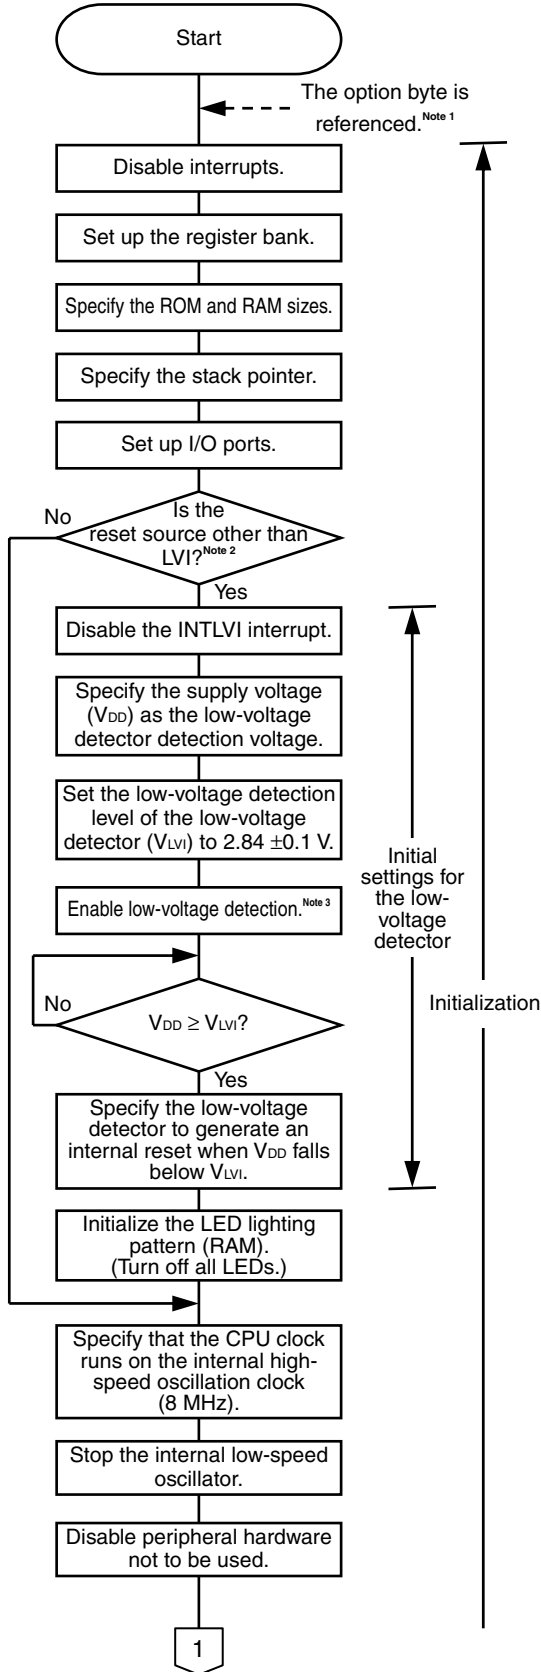 Start
The option byte is
referenced.Note 1
Disable interrupts.
Set up the register bank.
Specify the ROM and RAM sizes.
Specify the stack pointer.
Set up I/O ports.
No
Is the
reset source other than
LVI?Note 2
Yes
Disable the INTLVI interrupt.
Specify the supply voltage
(VDD) as the low-voltage
detector detection voltage.
Set the low-voltage detection
level of the low-voltage
detector (VLVI) to 2.84 ±0.1 V.
Enable low-voltage detection.Note 3
Initial
settings for
the low-
voltage
detector
No
VDD ≥ VLVI?
Initialization
Yes
Specify the low-voltage
detector to generate an
internal reset when VDD falls
below VLVI.
Initialize the LED lighting
pattern (RAM).
(Turn off all LEDs.)
Specify that the CPU clock
runs on the internal high-
speed oscillation clock
(8 MHz).
Stop the internal low-speed
oscillator.
Disable peripheral hardware
not to be used.
1